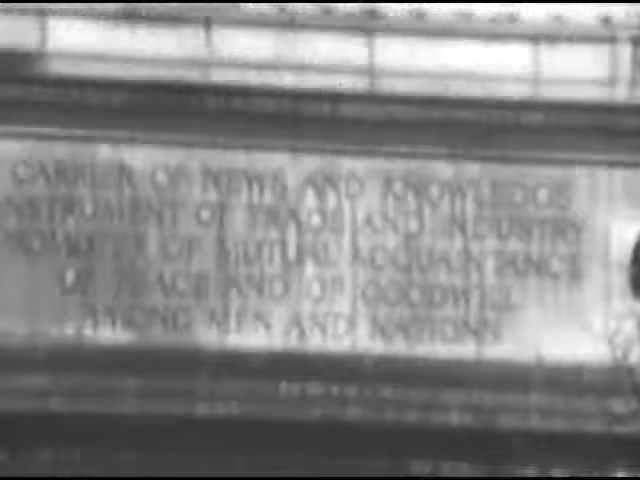 CARRIER OF NEWS AND KNOWLEDGE
INSTRUMENT OF TRADE AND INDUSTRY
PROMOTER OF MUTUAL ACQUAINTANCE
OF PEACE AND OF GOODWILL
AMONG MEN AND NATIONS